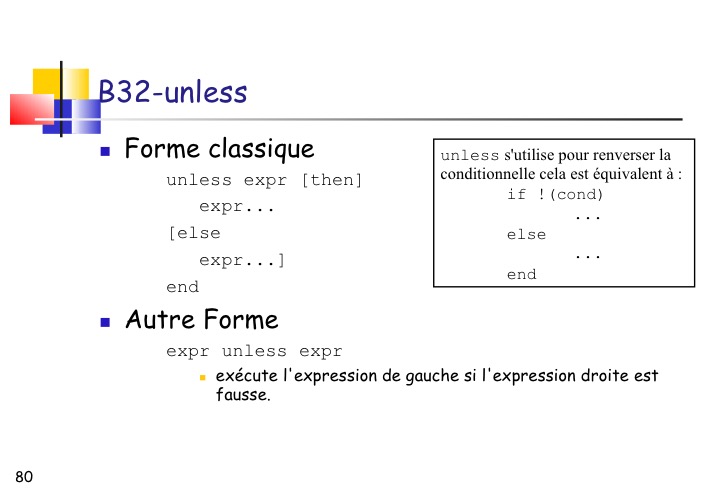 B32-unless
Forme classique
unless expr [then]
expr...
[else
expr...]
end
unless s'utilise pour renverser la
conditionnelle cela est équivalent à :
if !(cond)
...
else
...
end
Autre Forme
expr unless expr
exécute l'expression de gauche si l'expression droite est
fausse.
80